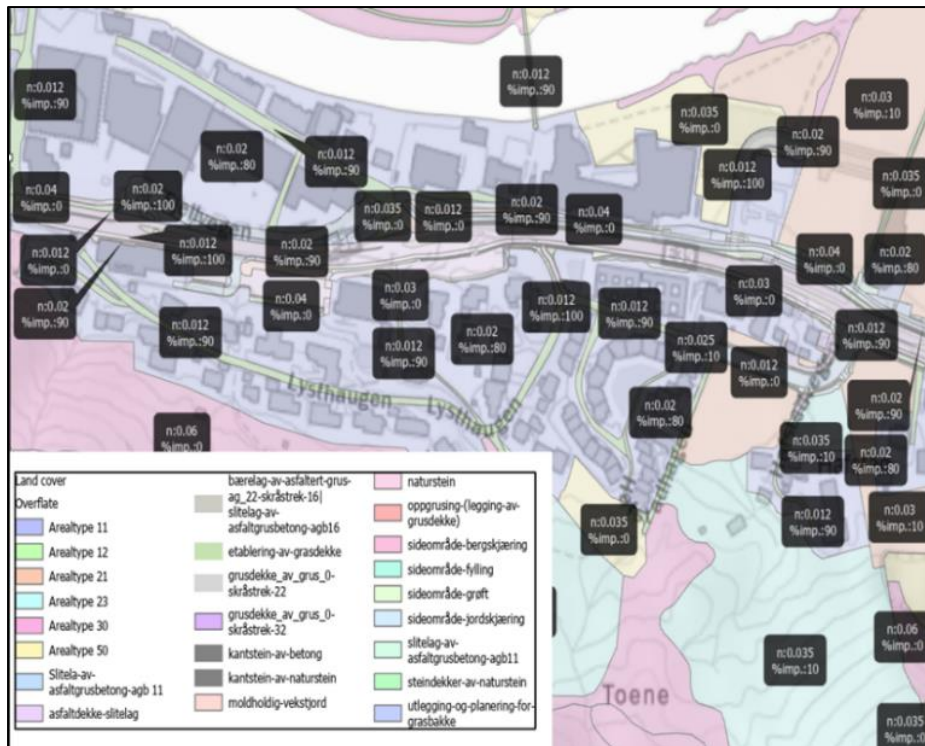 n:0.012
%imp.:90
n:0.012
%imp.:90
n:0.035
%imp.:0
n:0.03
%imp.:10
n:0.02
%imp.:80
n:0.012
%imp.:90
n:0.02
%imp.:90
n:0.012
%imp.:100
n:0.035
%imp.:0
n:0.04
%imp.:0
n:0.02
%imp.:100
n:0.035
%imp.:0
n:0.012
%imp.:0
n:0.02
%imp.:90
n:0.04
%imp.:0
n:0.012
%imp.:0
n:0.012
%imp.:100
n:0.02
%imp.:90
n:0.04
%imp.:0
n:0.02
%imp.:80
n:0.02
%imp.:90
n:0.04
%imp.:0
n:0.03
%imp.:0
n:0.03
%imp.:0
n:0.012
%imp.:90
n:0.012
%imp.:90
n:0.02
%imp.:80
n:0.012
%imp.:100
n:0.012
%imp.:90
n:0.025
%imp.:10
n:0.012
%imp.:0
n:0.012
%imp.:90
Lysthaugen
Lysthaugen
n:0.02
%imp.:80
n:0.02
%imp.:90
n:0.06
%imp.:0
n:0.035
%imp.:10
n:0.02
%imp.:80
n:0.035
%imp.:0
n:0.012
%imp.:90
n:0.03
%imp.:10
n:0.06
%imp.:0
n:0.035
%imp.:10
Toene
n:0.035
%imp.:0
Land cover
Overflate
Arealtype 11
Arealtype 12
Arealtype 21
Arealtype 23
Arealtype 30
Arealtype 50
Slitela-av-
asfaltgrusbetong-agb 11
asfaltdekke-slitelag
bærelag-av-asfaltert-grus-
ag_22-skråstrek-16|
slitelag-av-
asfaltgrusbetong-agb16
etablering-av-grasdekke
grusdekke_av_grus_0-
skråstrek-22
grusdekke_av_grus_0-
skråstrek-32
kantstein-av-betong
kantstein-av-naturstein
moldholdig-vekstjord
naturstein
oppgrusing-(legging-av-
grusdekke)
sideområde-bergskjæring
sideområde-fylling
sideområde-grøft
sideområde-jordskjæring
slitelag-av-
asfaltgrusbetong-agb11
steindekker-av-naturstein
utlegging-og-planering-for-
grasbakke